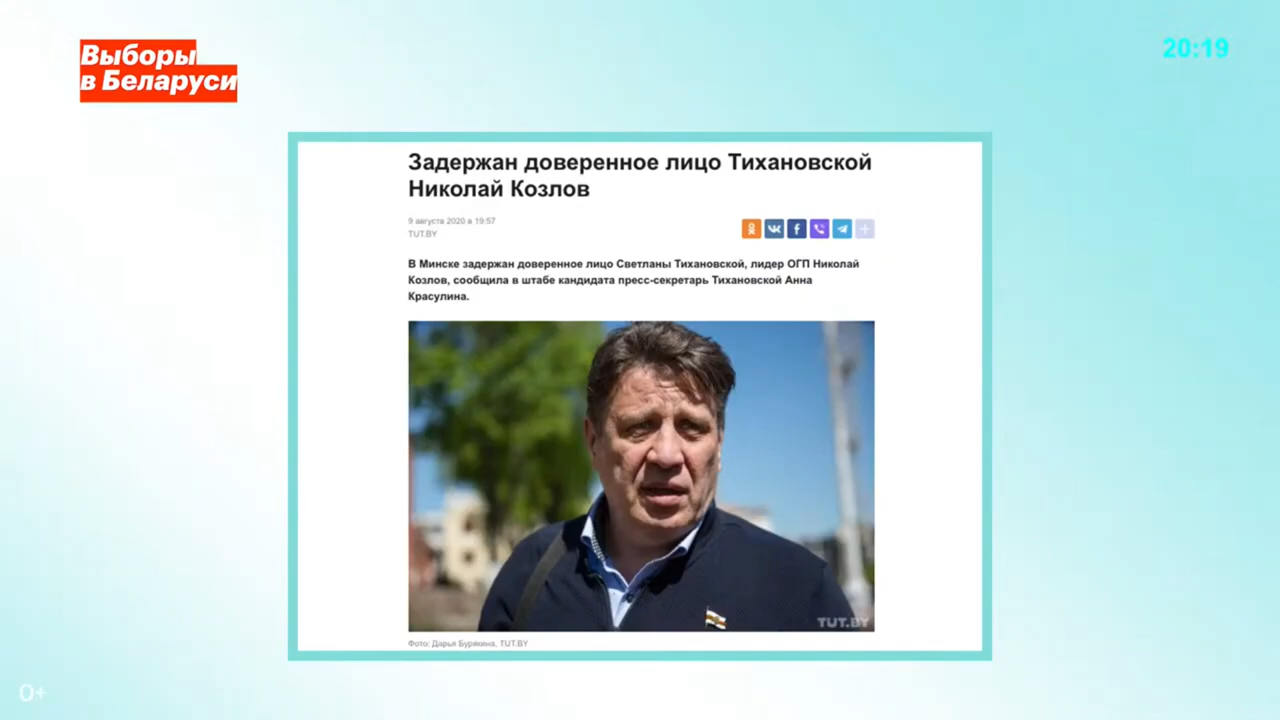 Выборы
в Беларуси
20:19
Задержан доверенное лицо Тихановской
Николай Козлов
9 августа 2020 в 19:57
TUT.BY
В Минске задержан доверенное лицо Светланы Тихановской, лидер ОГП Николай
Козлов, сообщила в штабе кандидата пресс-секретарь Тихановской Анна
Красулина.
TUT.BY
Фото: Дарья Бурякина, TUT.BY
0+